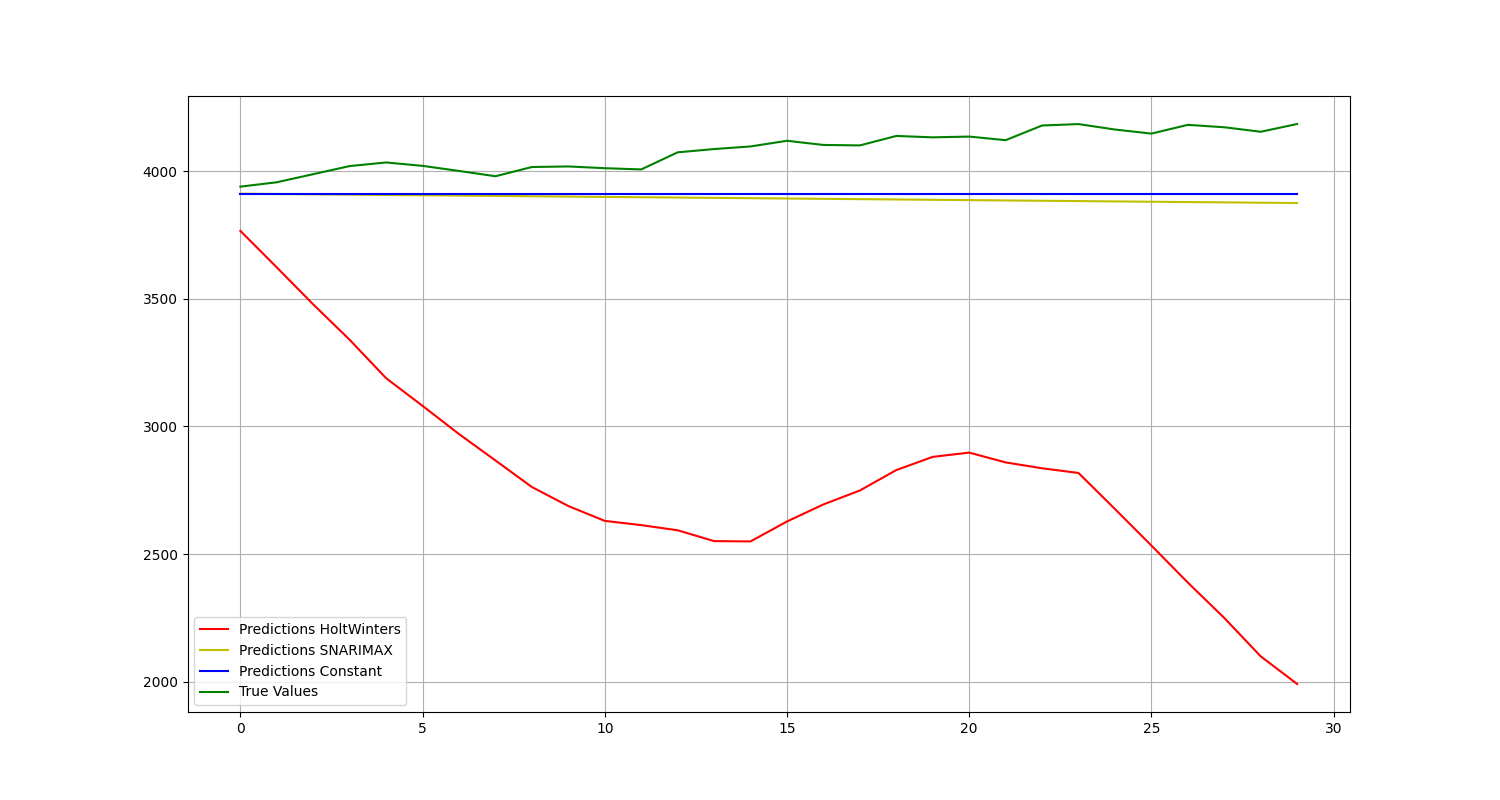 4000
3500
3000
2500
2000
Predictions HoltWinters
Predictions SNARIMAX
Predictions Constant
True Values
0 5 10 15 20 25 30